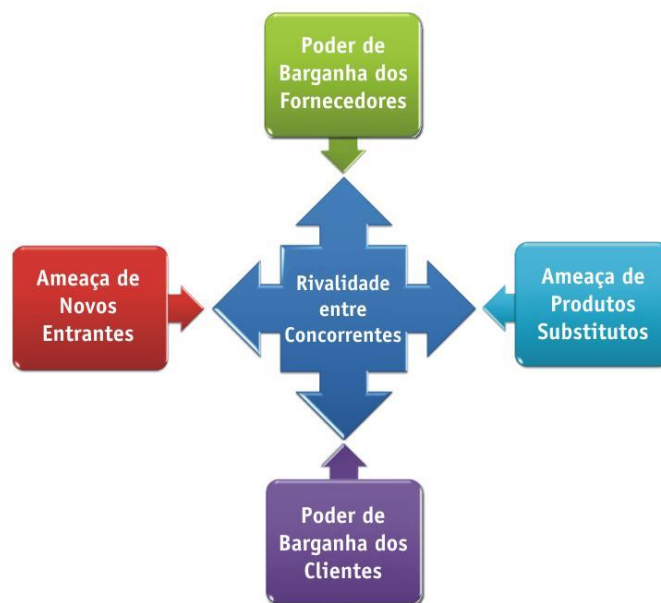 Poder de
Barganha dos
Fornecedores
Ameaça de
Novos
Entrantes
Rivalidade
entre
Concorrentes
Ameaça de
Produtos
Substitutos
Poder de
Barganha dos
Clientes